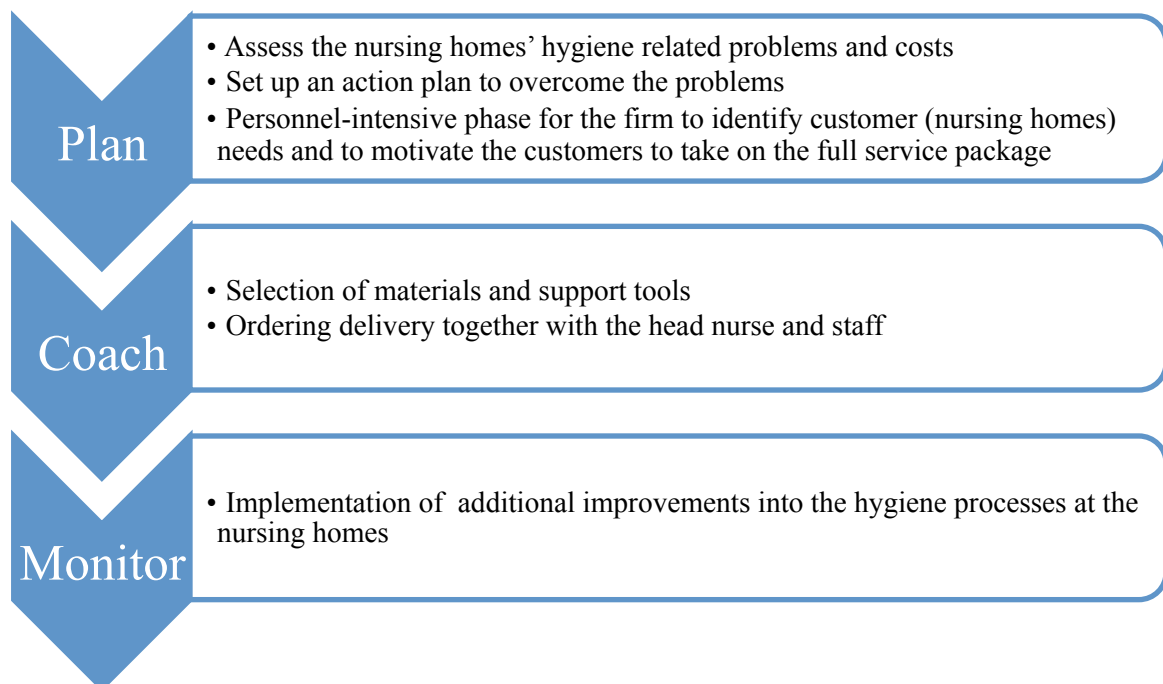 Plan
• Assess the nursing homes’ hygiene related problems and costs
• Set up an action plan to overcome the problems
• Personnel-intensive phase for the firm to identify customer (nursing homes)
needs and to motivate the customers to take on the full service package
Coach
• Selection of materials and support tools
• Ordering delivery together with the head nurse and staff
Monitor
• Implementation of additional improvements into the hygiene processes at the
nursing homes